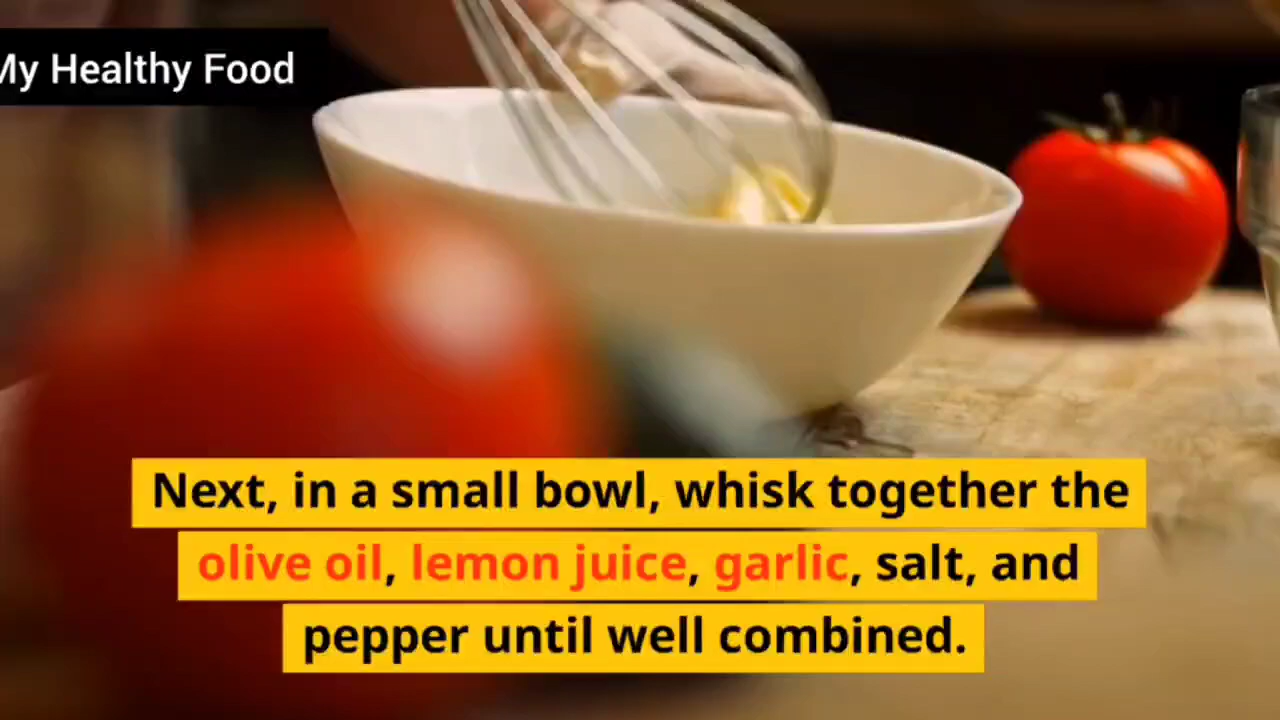 My Healthy Food
Next, in a small bowl, whisk together the
olive oil, lemon juice, garlic, salt, and
pepper until well combined.